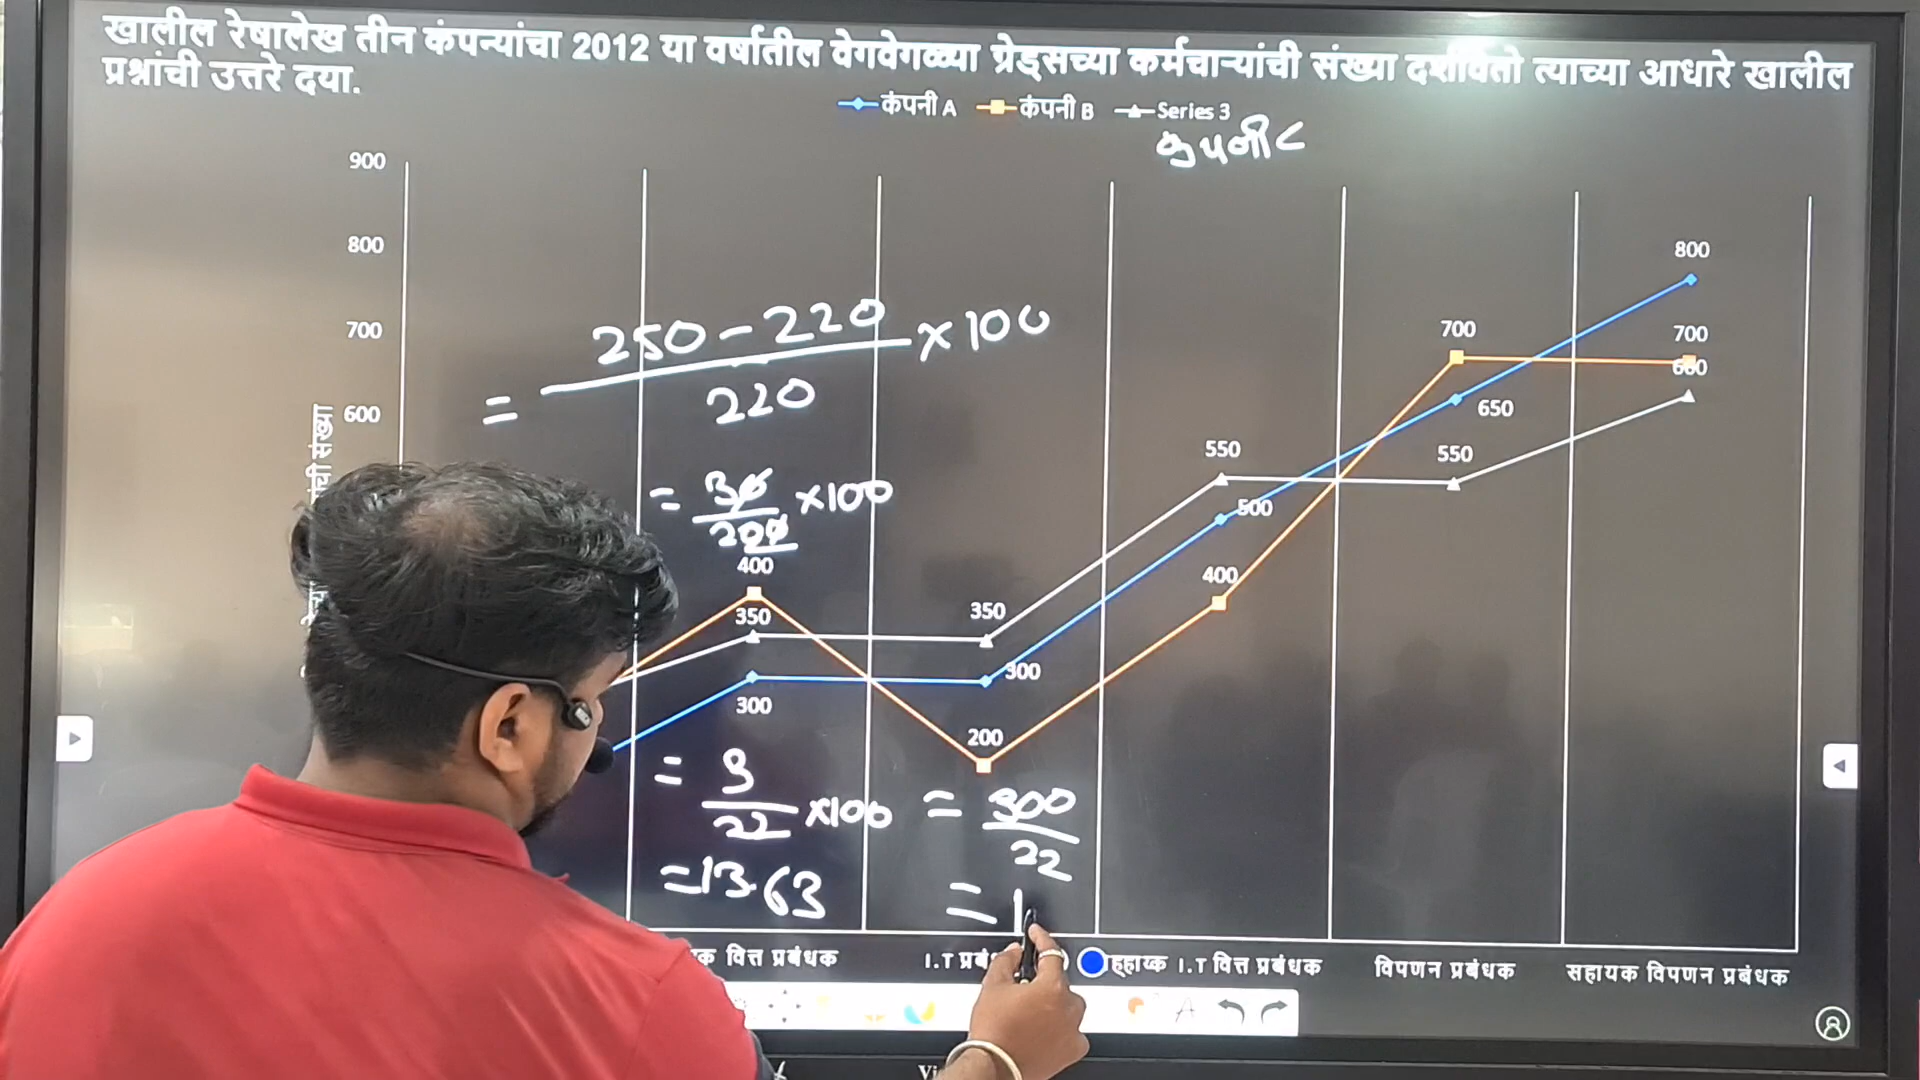 खालील रेषालेख तीन कंपन्यांचा 2012 या वर्षातील वेगवेगळ्या ग्रेड्सच्या कर्मचाऱ्यांची संख्या दर्शवितो त्याच्या आधारे खालील
प्रश्नांची उत्तरे दया.
कंपनी A कंपनी B Series 3
कंपनी C
900
800
700
600
800
700
600
700
650
550
550
500
400
400
350
300
350
300
200
= 250 - 220 / 220 × 100
= 30 / 220 × 100
= 3 / 22 × 100
= 13.63
= 300 / 22
= 1
वित्त प्रबंधक
I.T
I.T वित्त प्रबंधक
विपणन प्रबंधक
सहायक विपणन प्रबंधक